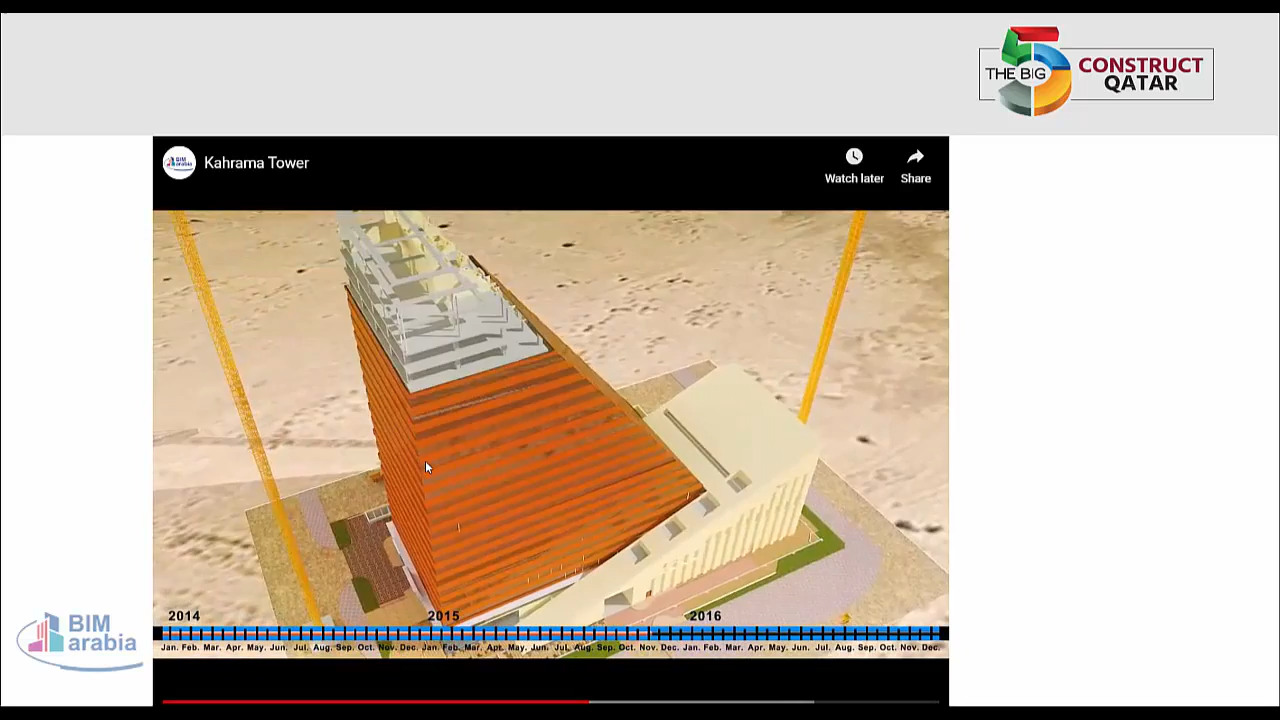 THE BIG 5
CONSTRUCT
QATAR
BIM
arabia
Kahrama Tower
Watch later
Share
2014 2015 2016
Jan. Feb. Mar. Apr. May. Jun. Jul. Aug. Sep. Oct. Nov. Dec. Jan. Feb. Mar. Apr. May. Jun. Jul. Aug. Sep. Oct. Nov. Dec. Jan. Feb. Mar. Apr. May. Jun. Jul. Aug. Sep. Oct. Nov. Dec.
BIM
arabia